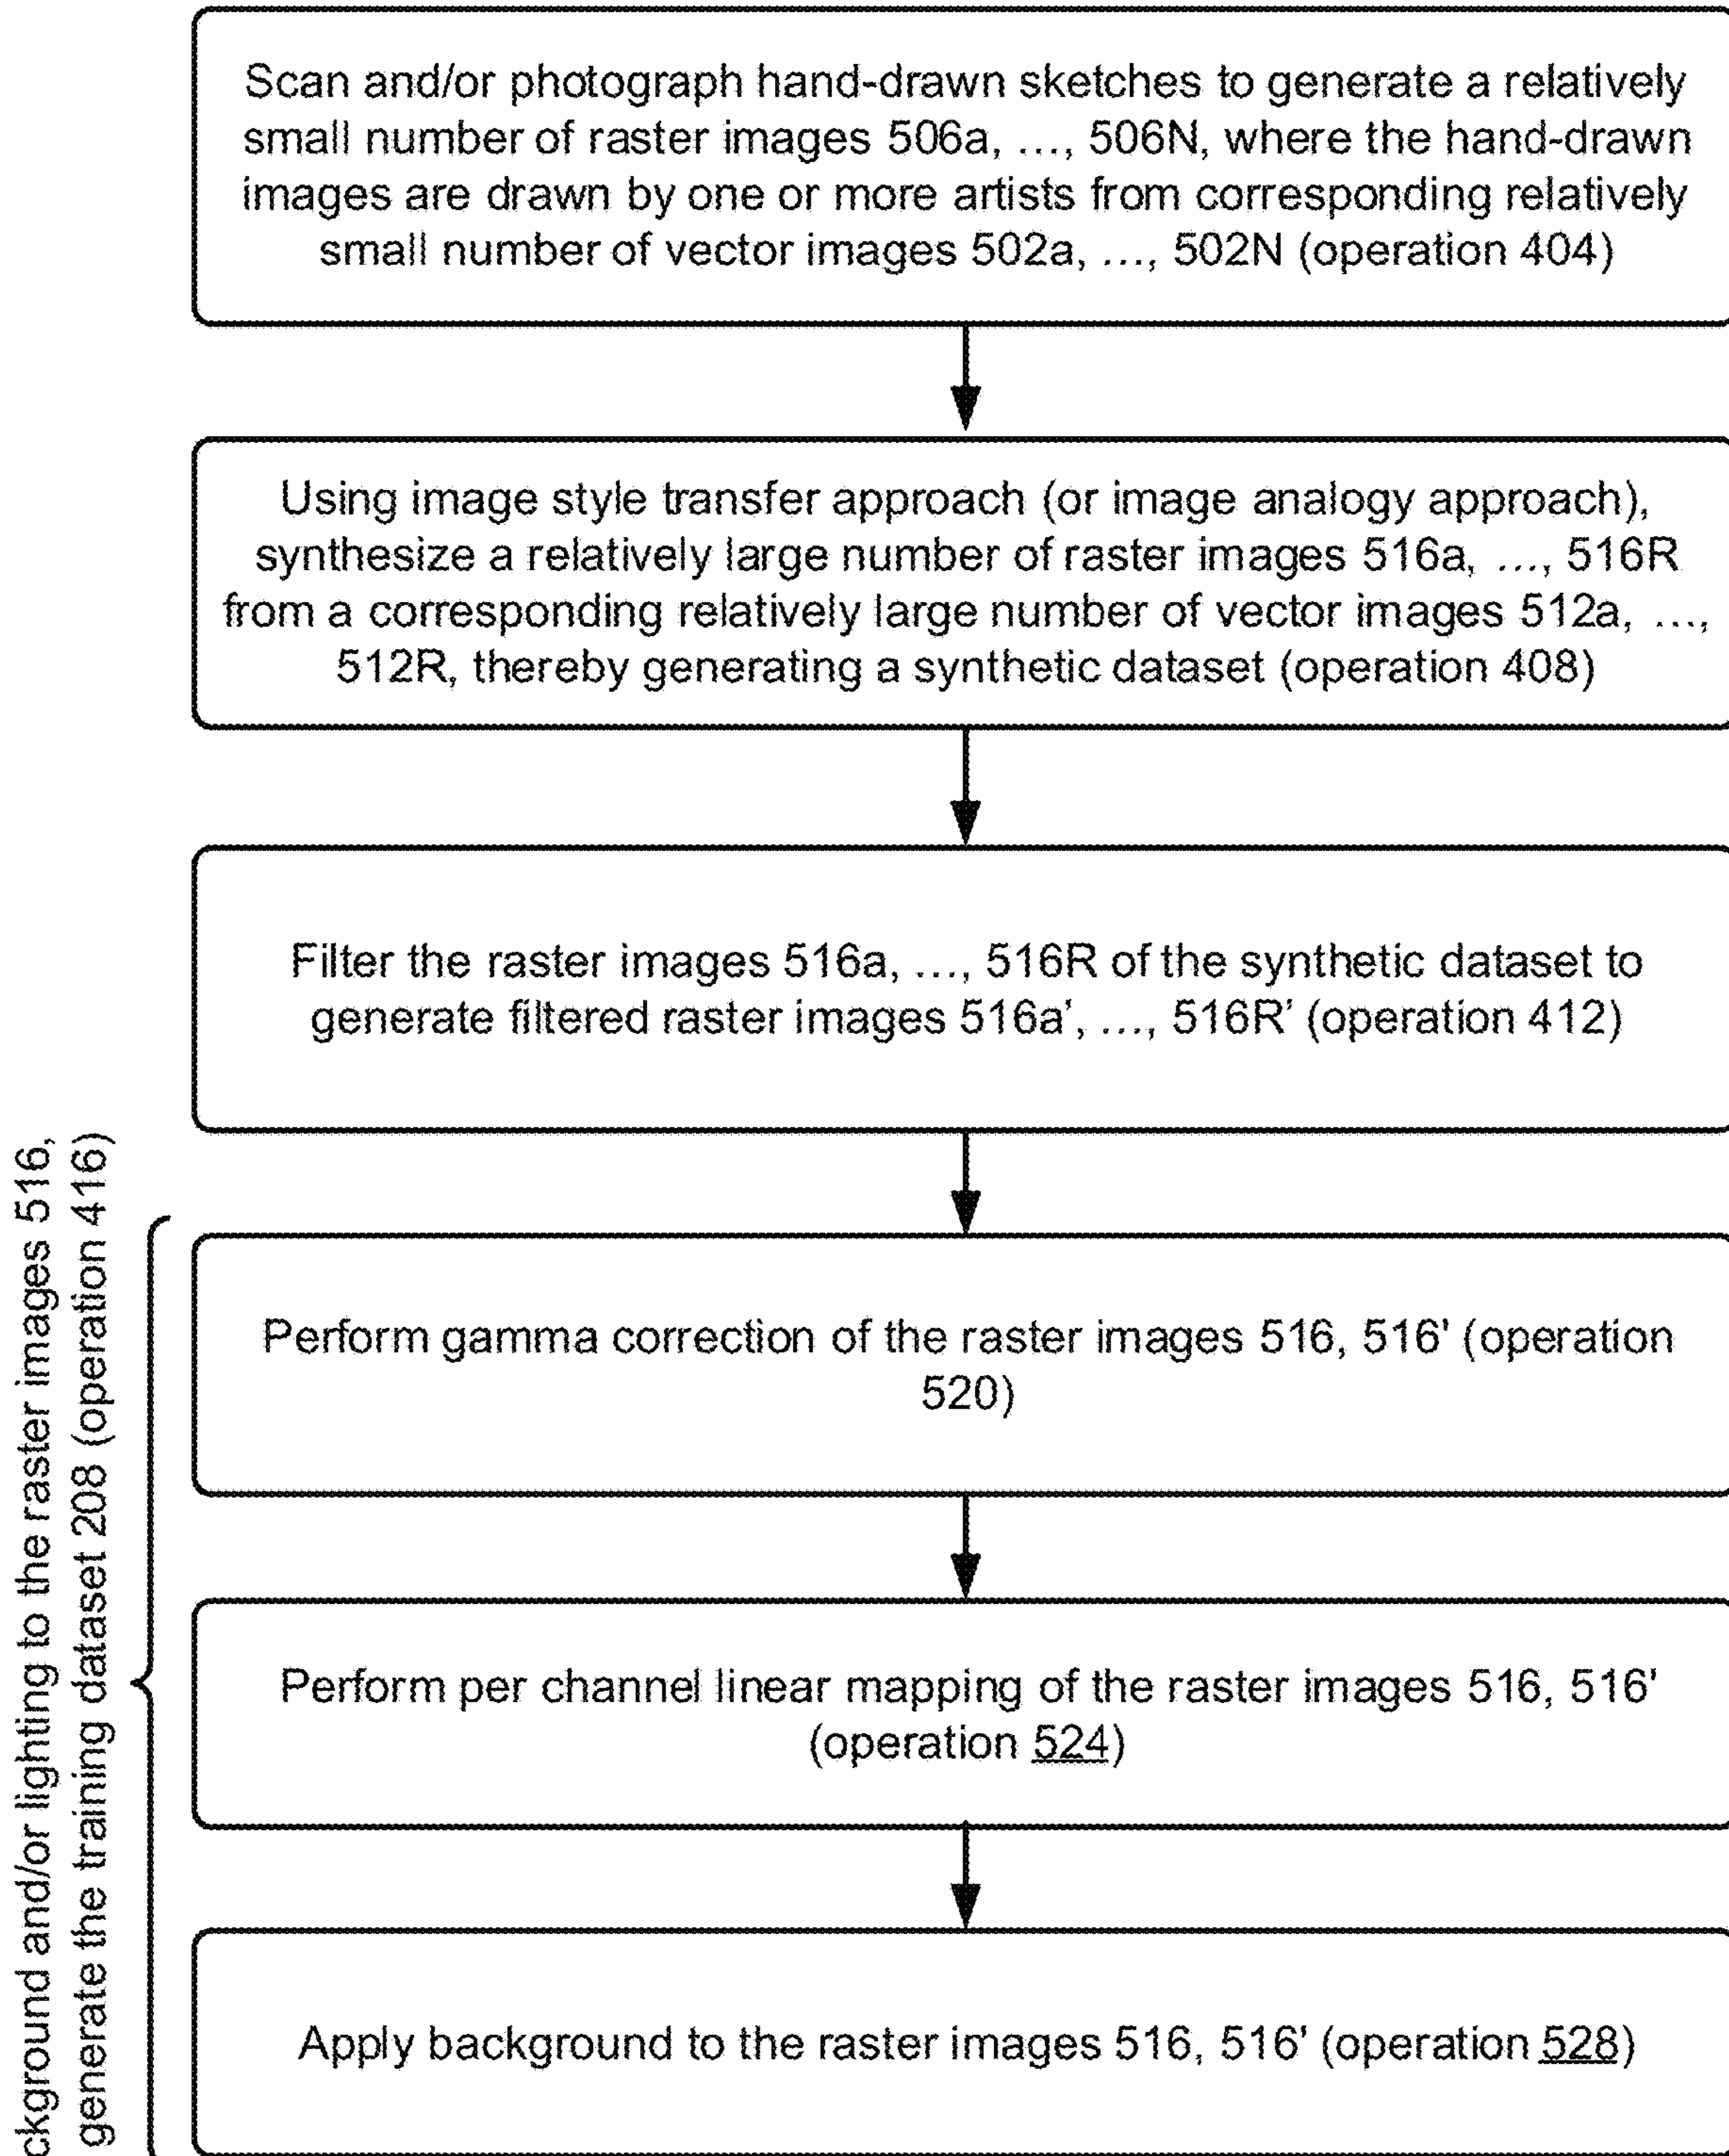 Scan and/or photograph hand-drawn sketches to generate a relatively
small number of raster images 506a, ..., 506N, where the hand-drawn
images are drawn by one or more artists from corresponding relatively
small number of vector images 502a, ..., 502N (operation 404)
Using image style transfer approach (or image analogy approach),
synthesize a relatively large number of raster images 516a, ..., 516R
from a corresponding relatively large number of vector images 512a, ...,
512R, thereby generating a synthetic dataset (operation 408)
Filter the raster images 516a, ..., 516R of the synthetic dataset to
generate filtered raster images 516a’, ..., 516R’ (operation 412)
ckground and/or lighting to the raster images 516,
generate the training dataset 208 (operation 416)
Perform gamma correction of the raster images 516, 516' (operation
520)
Perform per channel linear mapping of the raster images 516, 516’
(operation 524)
Apply background to the raster images 516, 516’ (operation 528)